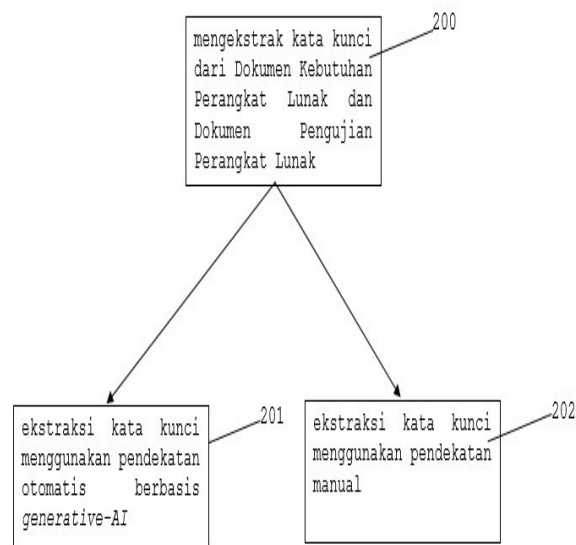 200
mengekstrak kata kunci
dari Dokumen Kebutuhan
Perangkat Lunak dan
Dokumen Pengujian
Perangkat Lunak
201
ekstraksi kata kunci
menggunakan pendekatan
otomatis berbasis
generative-AI
202
ekstraksi kata kunci
menggunakan pendekatan
manual